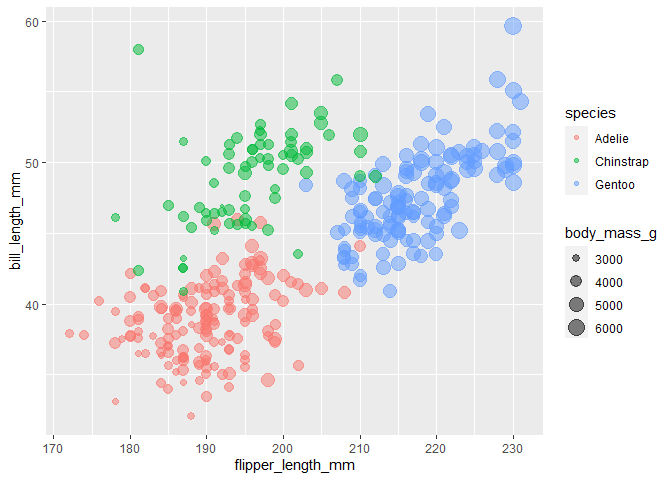 60
50
40
bill_length_mm
170 180 190 200 210 220 230
flipper_length_mm
species
Adelie
Chinstrap
Gentoo
body_mass_g
3000
4000
5000
6000